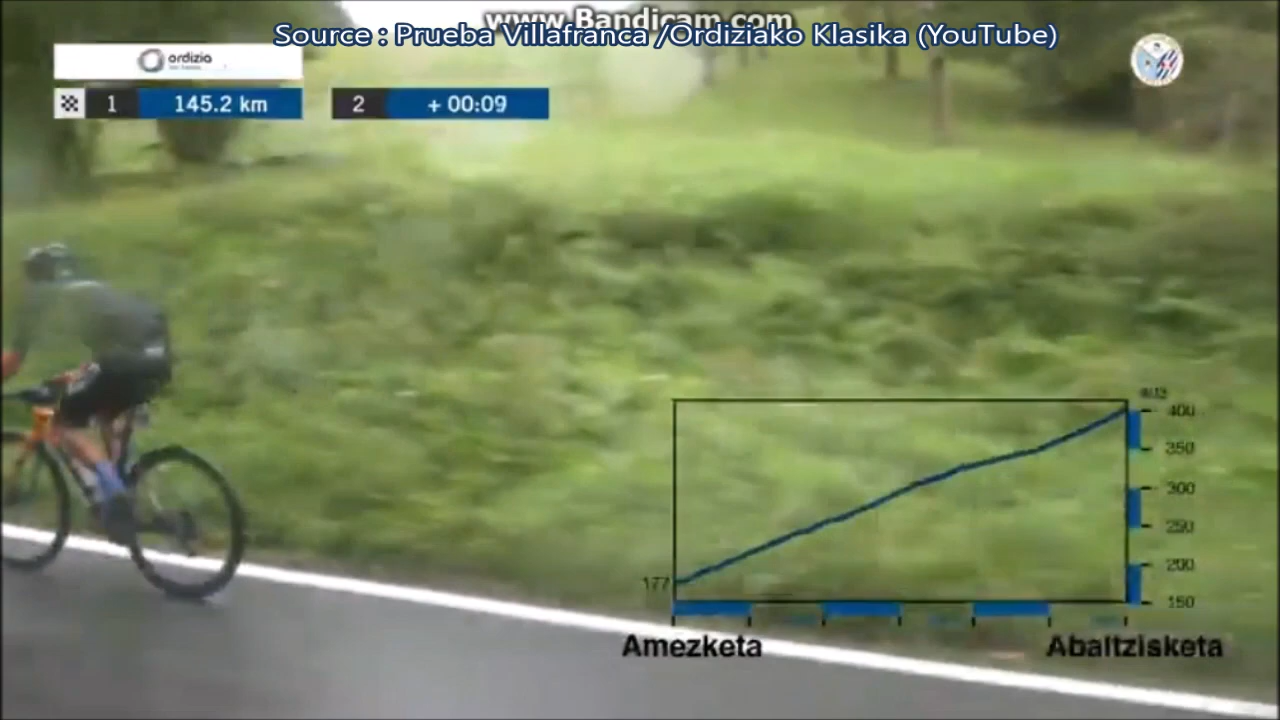 www.Bandicam.com
Source : Prueba Villafranca /Ordiziako Klasika (YouTube)
ordizia
1 145.2 km 2 + 00:09
400
350
300
250
200
150
177
Amezketa Abaltzisketa